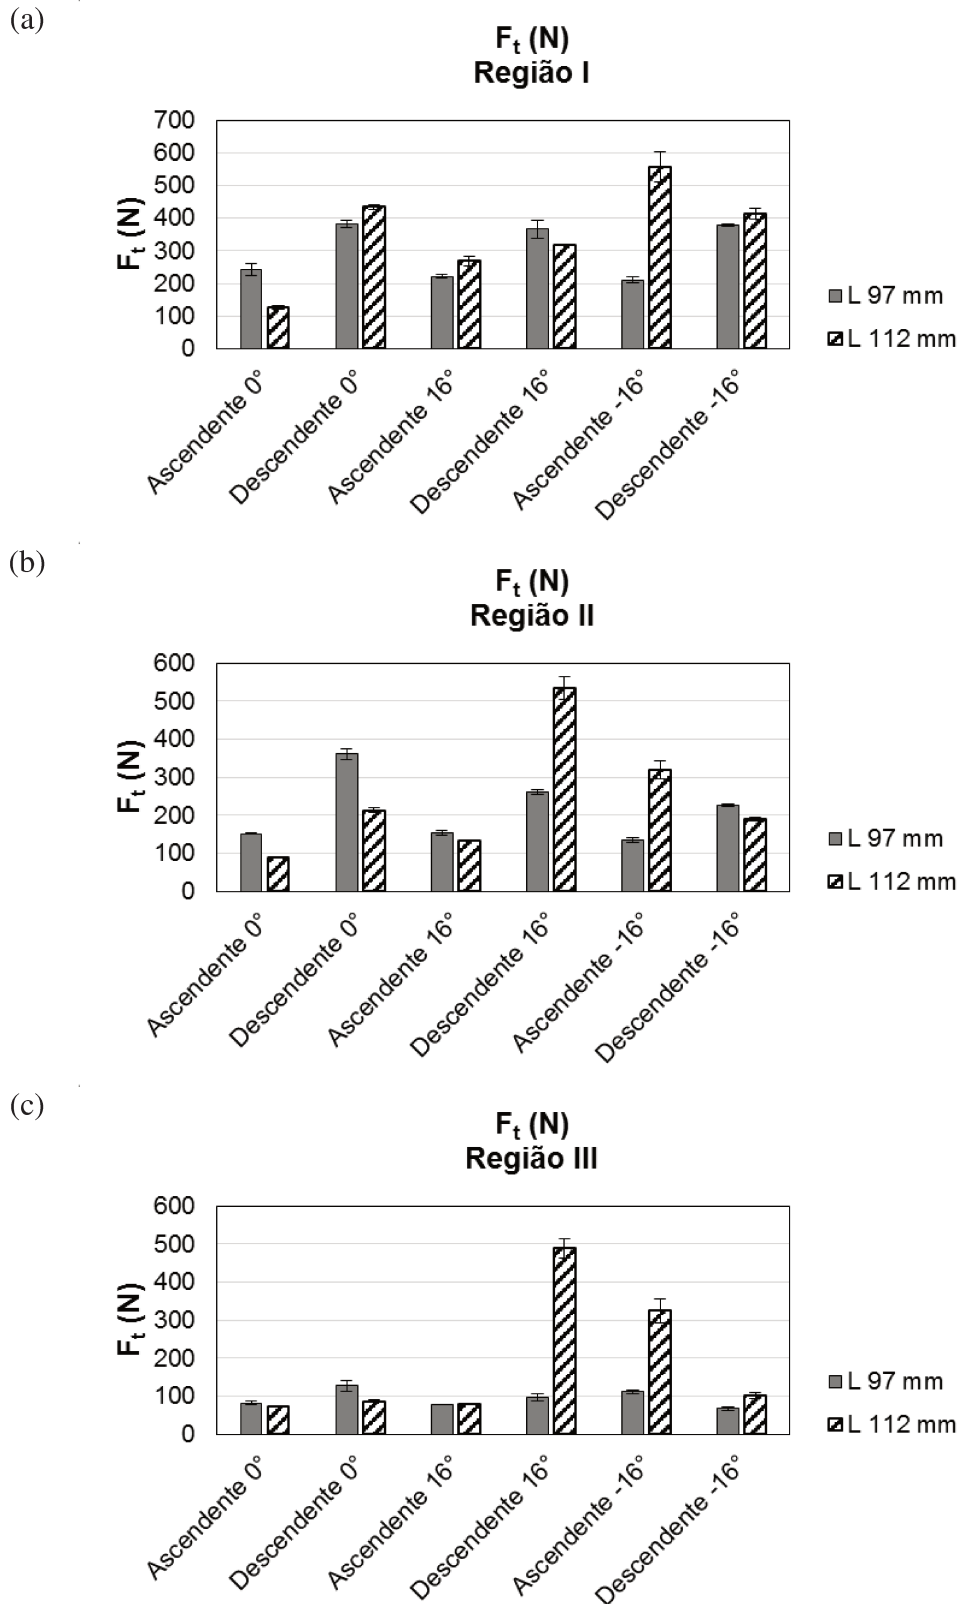 (a)
Ft (N)
Região I
Ft (N)
700
600
500
400
300
200
100
0
Ascendente 0°
Descendente 0°
Ascendente 16°
Descendente 16°
Ascendente -16°
Descendente -16°
L 97 mm
L 112 mm
(b)
Ft (N)
Região II
Ft (N)
600
500
400
300
200
100
0
Ascendente 0°
Descendente 0°
Ascendente 16°
Descendente 16°
Ascendente -16°
Descendente -16°
L 97 mm
L 112 mm
(c)
Ft (N)
Região III
Ft (N)
600
500
400
300
200
100
0
Ascendente 0°
Descendente 0°
Ascendente 16°
Descendente 16°
Ascendente -16°
Descendente -16°
L 97 mm
L 112 mm